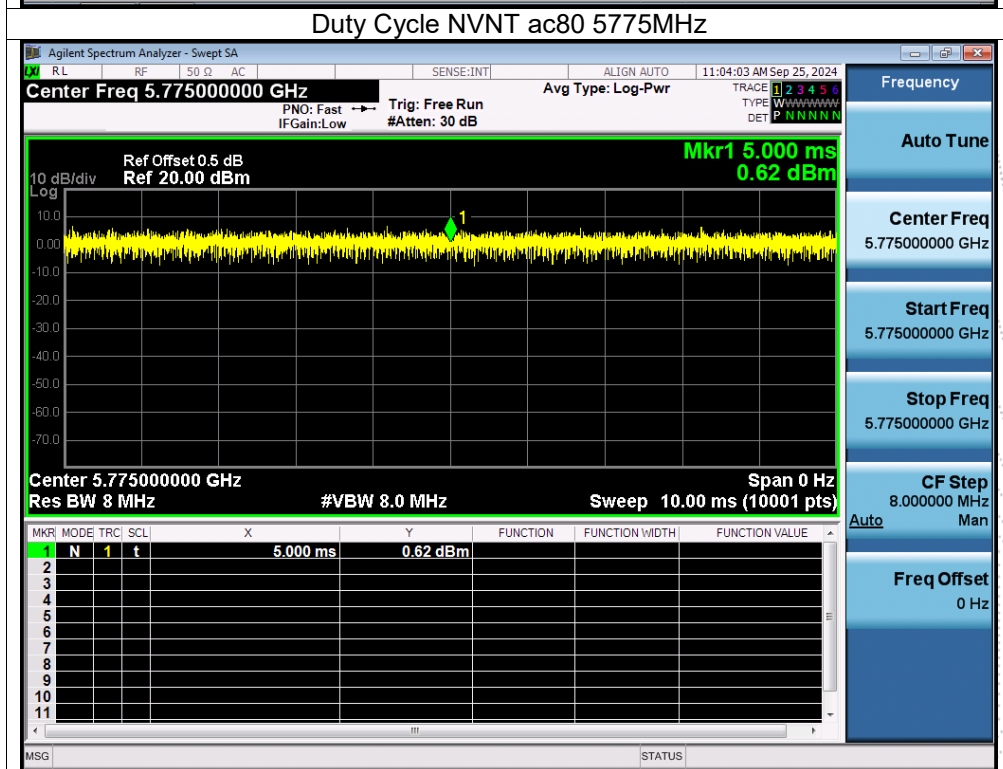 Duty Cycle NVNT ac80 5775MHz
Agilent Spectrum Analyzer - Swept SA
LXI RL RF 50 Ω AC SENSE:INT ALIGN AUTO 11:04:03 AM Sep 25, 2024
Center Freq 5.775000000 GHz
PNO: Fast
IFGain:Low
Trig: Free Run
#Atten: 30 dB
Avg Type: Log-Pwr
TRACE 1 2 3 4 5 6
TYPE WWWWWWW
DET P N N N N N
Frequency
Auto Tune
Center Freq
5.775000000 GHz
Start Freq
5.775000000 GHz
Stop Freq
5.775000000 GHz
CF Step
8.000000 MHz
Auto Man
Freq Offset
0 Hz
Mkr1 5.000 ms
0.62 dBm
Ref Offset 0.5 dB
10 dB/div Ref 20.00 dBm
Log
10.0
0.00
-10.0
-20.0
-30.0
-40.0
-50.0
-60.0
-70.0
1
Center 5.775000000 GHz Span 0 Hz
Res BW 8 MHz #VBW 8.0 MHz Sweep 10.00 ms (10001 pts)
MKR MODE TRC SCL X Y FUNCTION FUNCTION WIDTH FUNCTION VALUE
1 N 1 t 5.000 ms 0.62 dBm
2
3
4
5
6
7
8
9
10
11
MSG STATUS